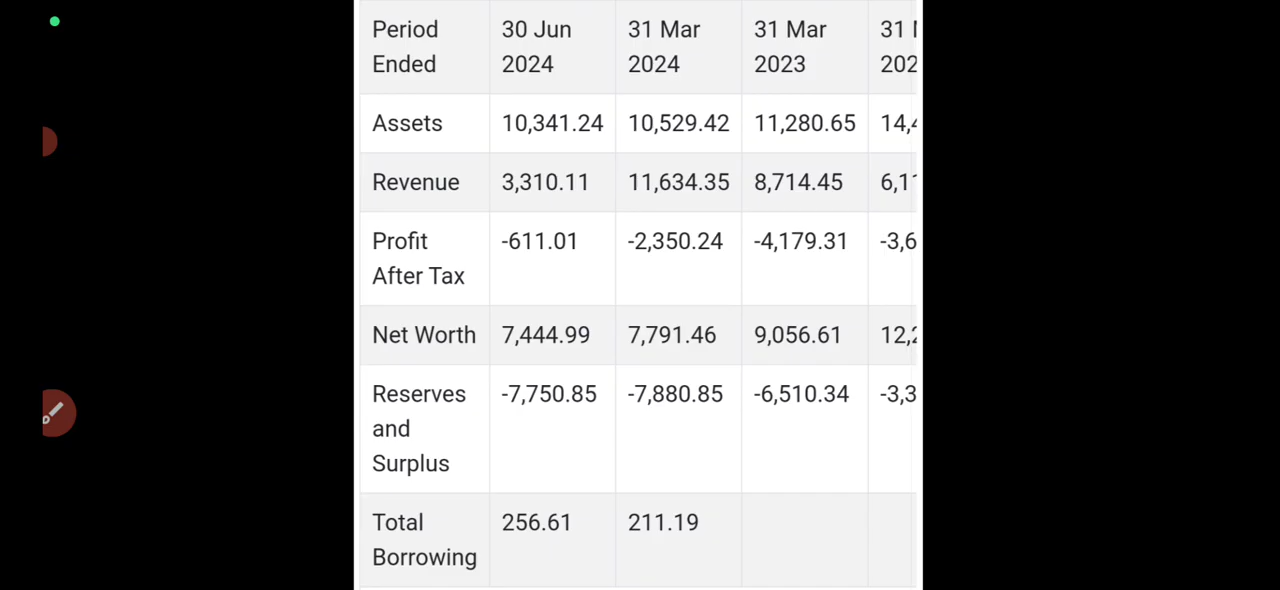 Period Ended 30 Jun 2024 31 Mar 2024 31 Mar 2023
Assets 10,341.24 10,529.42 11,280.65
Revenue 3,310.11 11,634.35 8,714.45
Profit After Tax -611.01 -2,350.24 -4,179.31
Net Worth 7,444.99 7,791.46 9,056.61
Reserves and Surplus -7,750.85 -7,880.85 -6,510.34
Total Borrowing 256.61 211.19